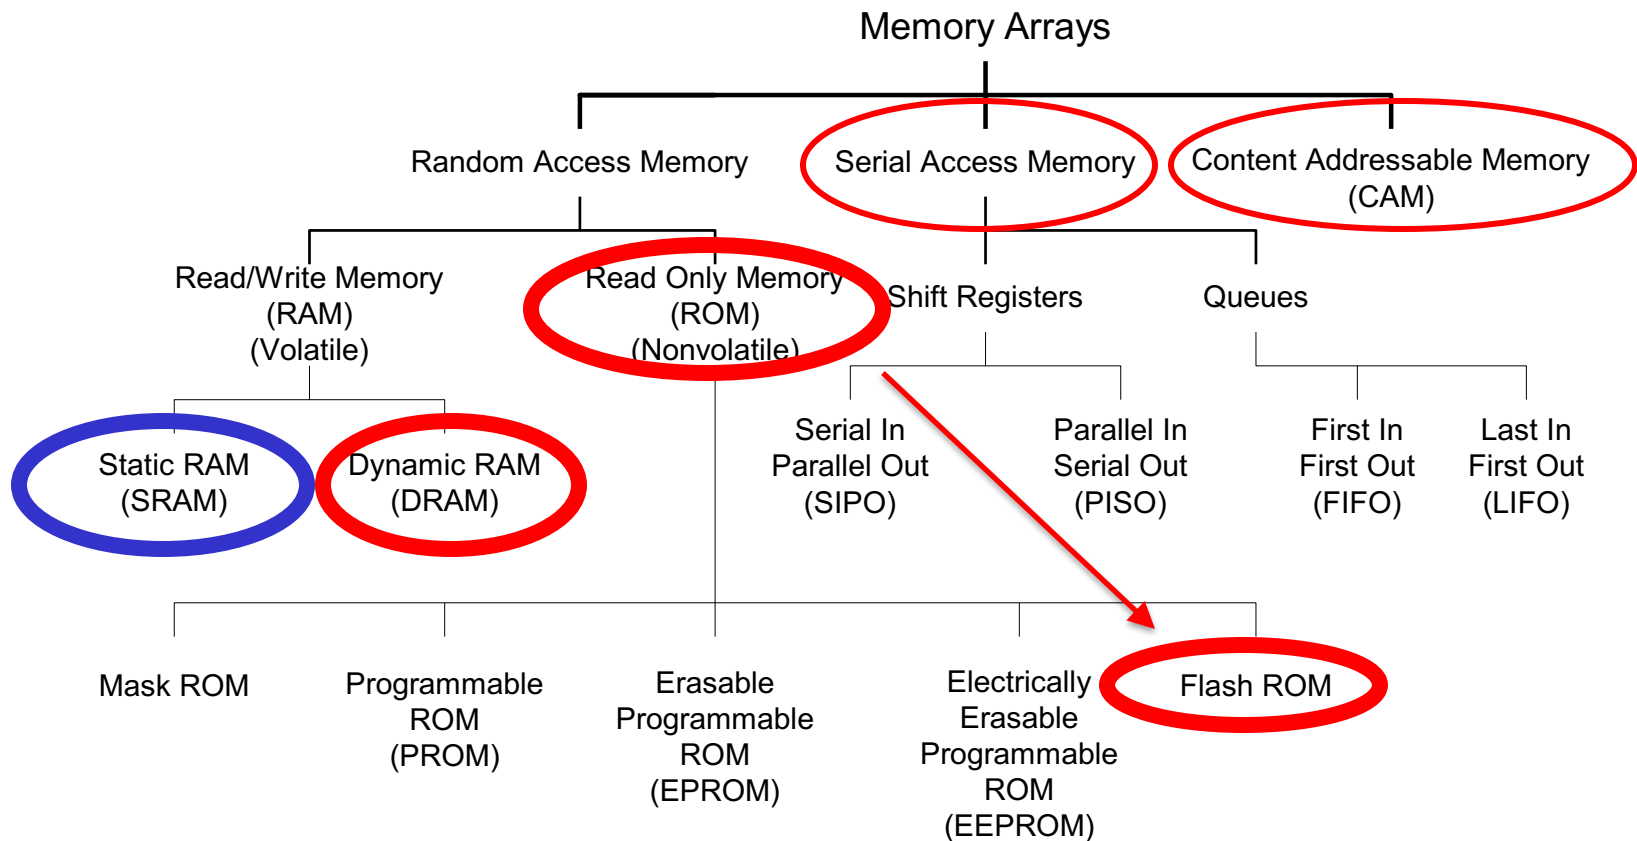 Memory Arrays
Random Access Memory
Serial Access Memory
Content Addressable Memory
(CAM)
Read/Write Memory
(RAM)
(Volatile)
Read Only Memory
(ROM)
(Nonvolatile)
Shift Registers
Queues
Static RAM
(SRAM)
Dynamic RAM
(DRAM)
Serial In
Parallel Out
(SIPO)
Parallel In
Serial Out
(PISO)
First In
First Out
(FIFO)
Last In
First Out
(LIFO)
Mask ROM
Programmable
ROM
(PROM)
Erasable
Programmable
ROM
(EPROM)
Electrically
Erasable
Programmable
ROM
(EEPROM)
Flash ROM